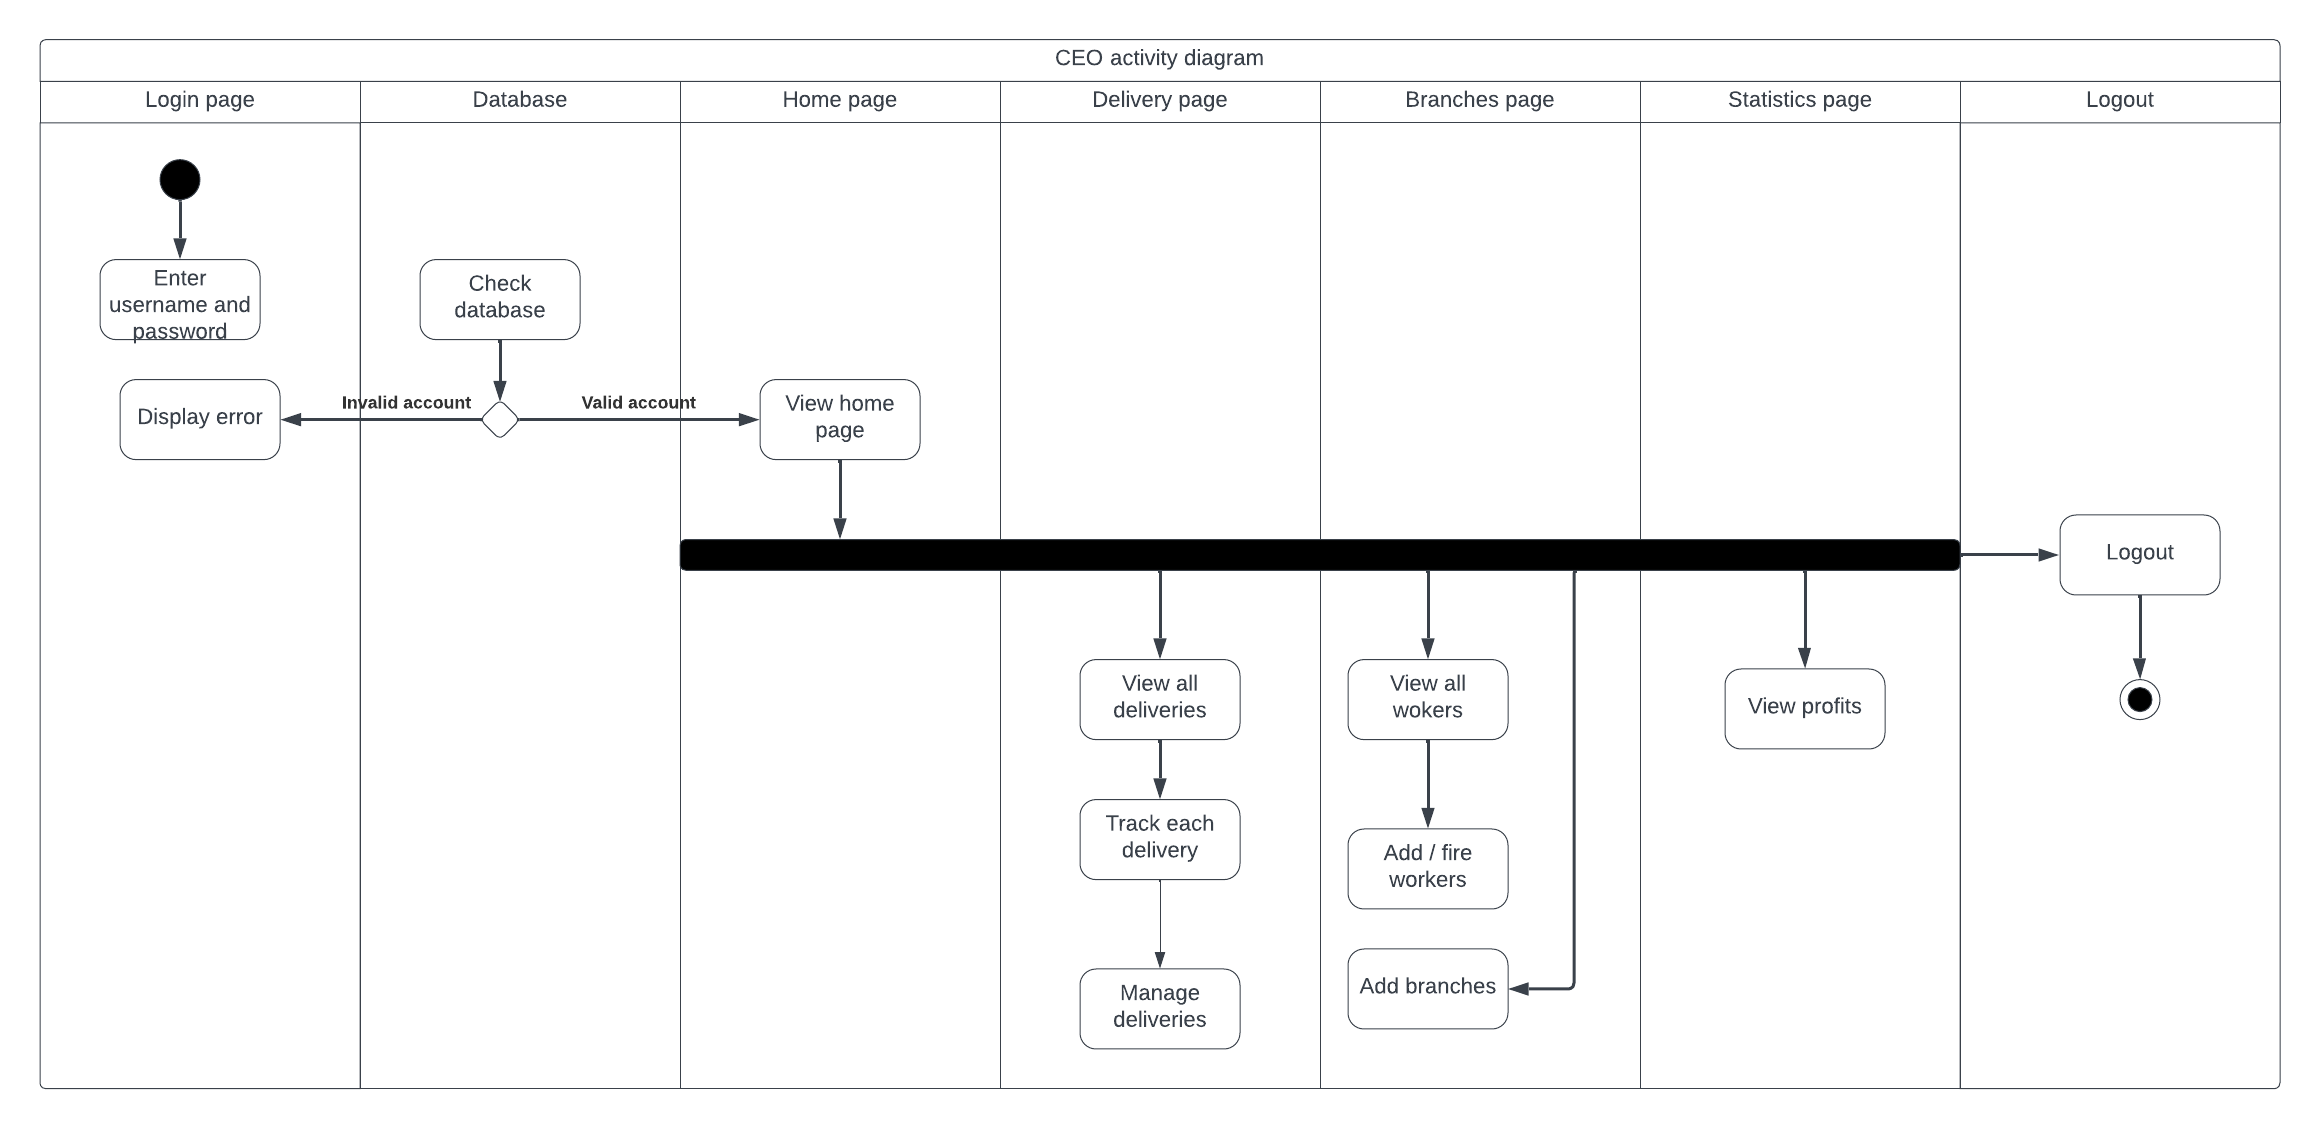 CEO activity diagram
Login page
Database
Home page
Delivery page
Branches page
Statistics page
Logout
Enter
username and
password
Check
database
Display error
Invalid account
Valid account
View home
page
Logout
View all
deliveries
View all
wokers
View profits
Track each
delivery
Add / fire
workers
Add branches
Manage
deliveries